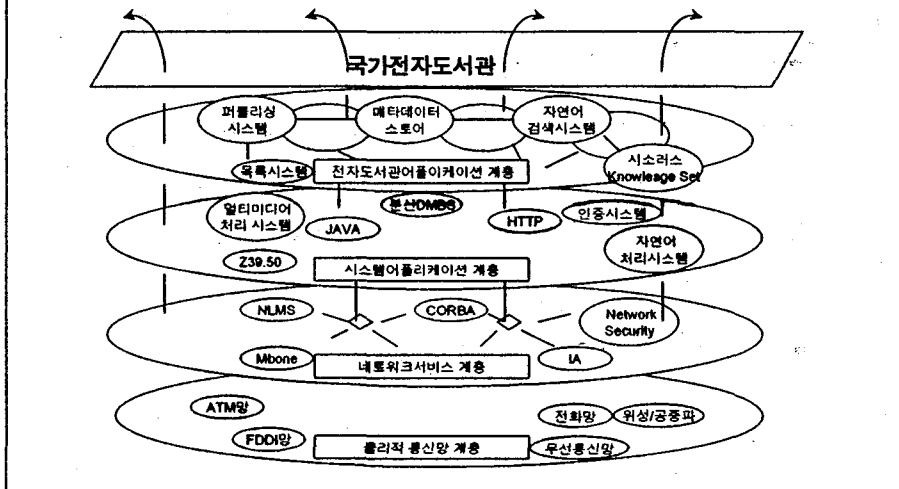 국가전자도서관
퍼블리싱
시스템
메타데이터
스토어
자연어
검색시스템
시소러스
Knowleage Set
목록시스템
전자도서관어플이케이션 계층
멀티미디어
처리 시스템
분산DMBS
JAVA
HTTP
인증시스템
자연어
처리시스템
Z39.50
시스템어플리케이션 계층
NLMS
CORBA
Network
Security
Mbone
네트워크서비스 계층
IA
ATM망
전화망
위성/공중파
FDDI망
물리적 통신망 계층
무선통신망